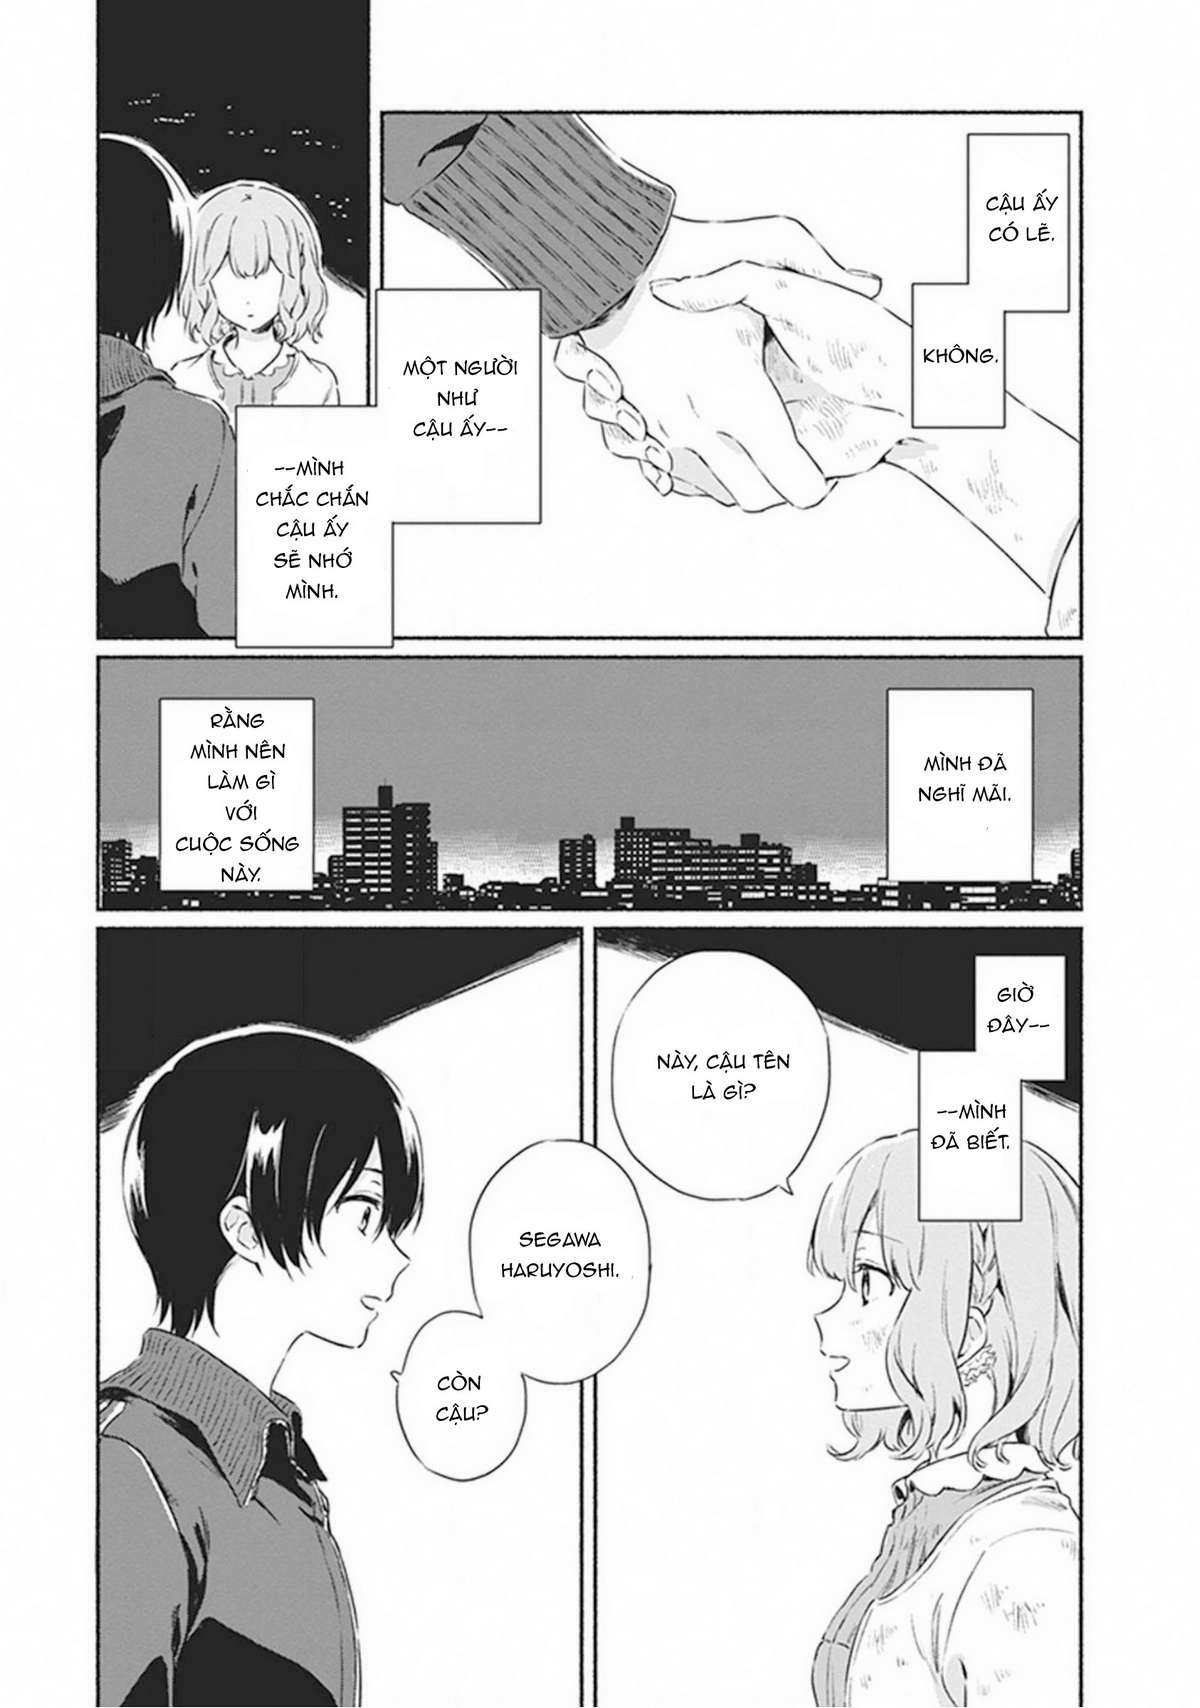 CẬU ẤY
CÓ LẼ.
KHÔNG.
MỘT NGƯỜI
NHƯ
CẬU ẤY--
--MÌNH
CHẮC CHẮN
CẬU ẤY
SẼ NHỚ
MÌNH.
MÌNH ĐÃ
NGHĨ MÃI.
RẰNG
MÌNH NÊN
LÀM GÌ
VỚI
CUỘC SỐNG
NÀY.
GIỜ
ĐÂY--
--MÌNH
ĐÃ BIẾT.
NÀY, CẬU TÊN
LÀ GÌ?
SEGAWA
HARUYOSHI.
CÒN
CẬU?